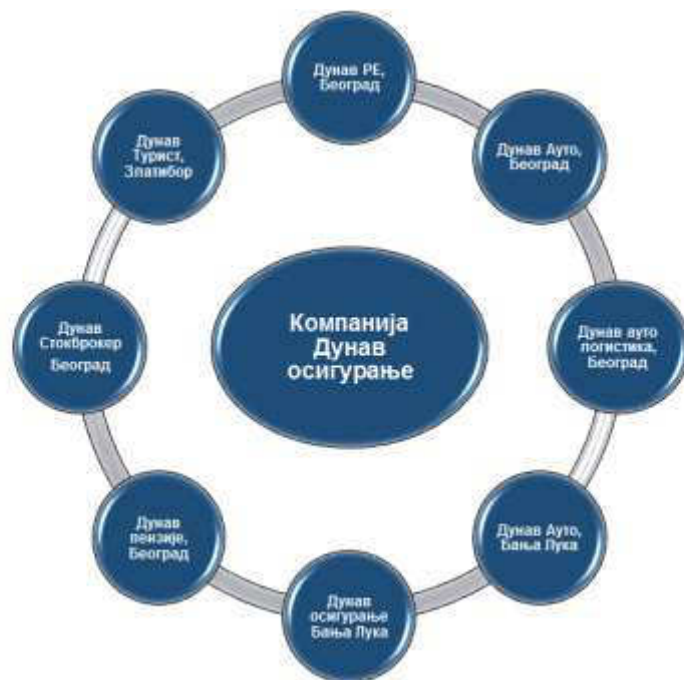 Дунав РЕ,
Београд
Дунав Ауто,
Београд
Дунав ауто
логистика,
Београд
Дунав Ауто,
Бања Лука
Дунав
осигурање
Бања Лука
Дунав
пензије,
Београд
Дунав
Стокброкер
Београд
Дунав
Турист,
Златибор
Компанија
Дунав
осигурање